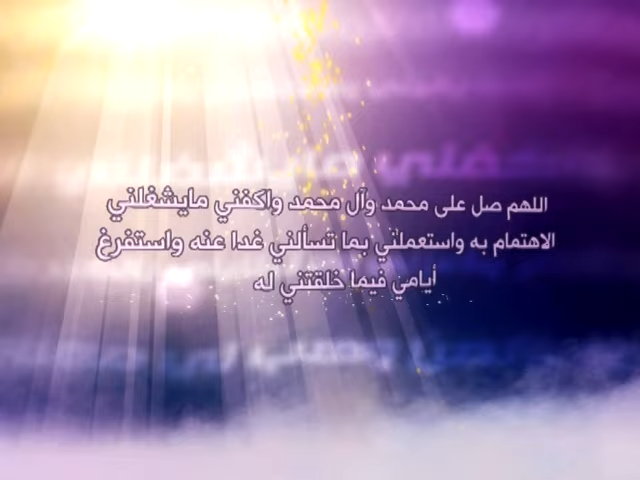 اللهم صل على محمد وآل محمد واكفني مايشغلني
الاهتمام به واستعملني بما تسألني غدا عنه واستفرغ
أيامي فيما خلقتني له